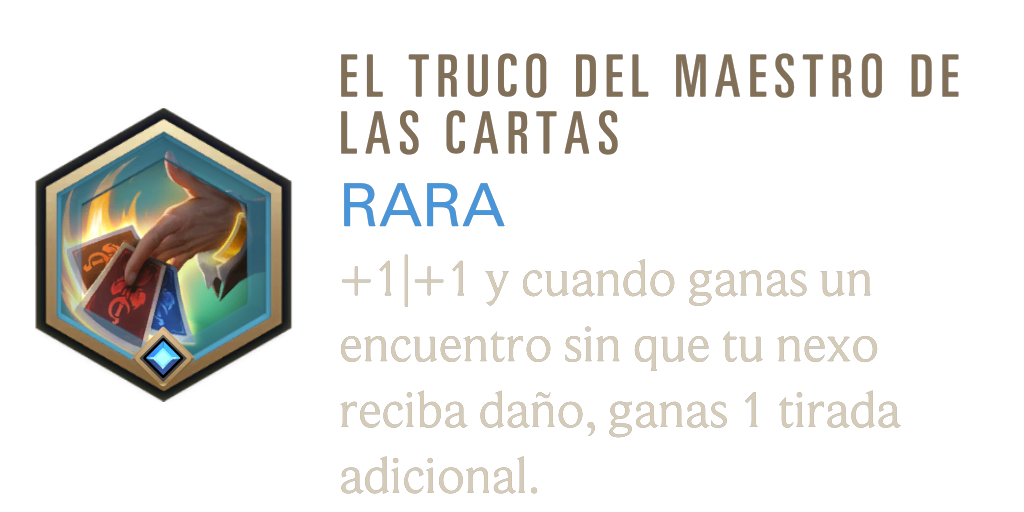 EL TRUCO DEL MAESTRO DE
LAS CARTAS
RARA
+1|+1 y cuando ganas un
encuentro sin que tu nexo
reciba daño, ganas 1 tirada
adicional.